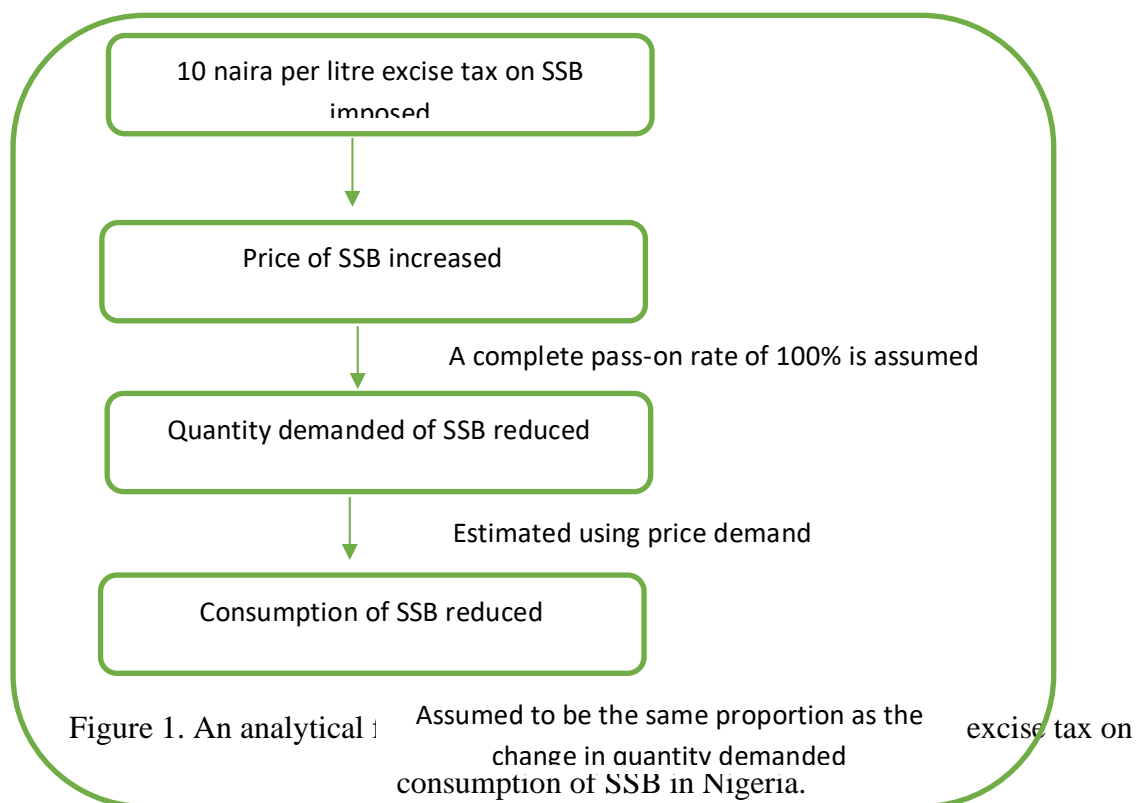 10 naira per litre excise tax on SSB
imposed
Price of SSB increased
A complete pass-on rate of 100% is assumed
Quantity demanded of SSB reduced
Estimated using price demand
Consumption of SSB reduced
Assumed to be the same proportion as the
change in quantity demanded
Figure 1. An analytical excise tax on
consumption of SSB in Nigeria.